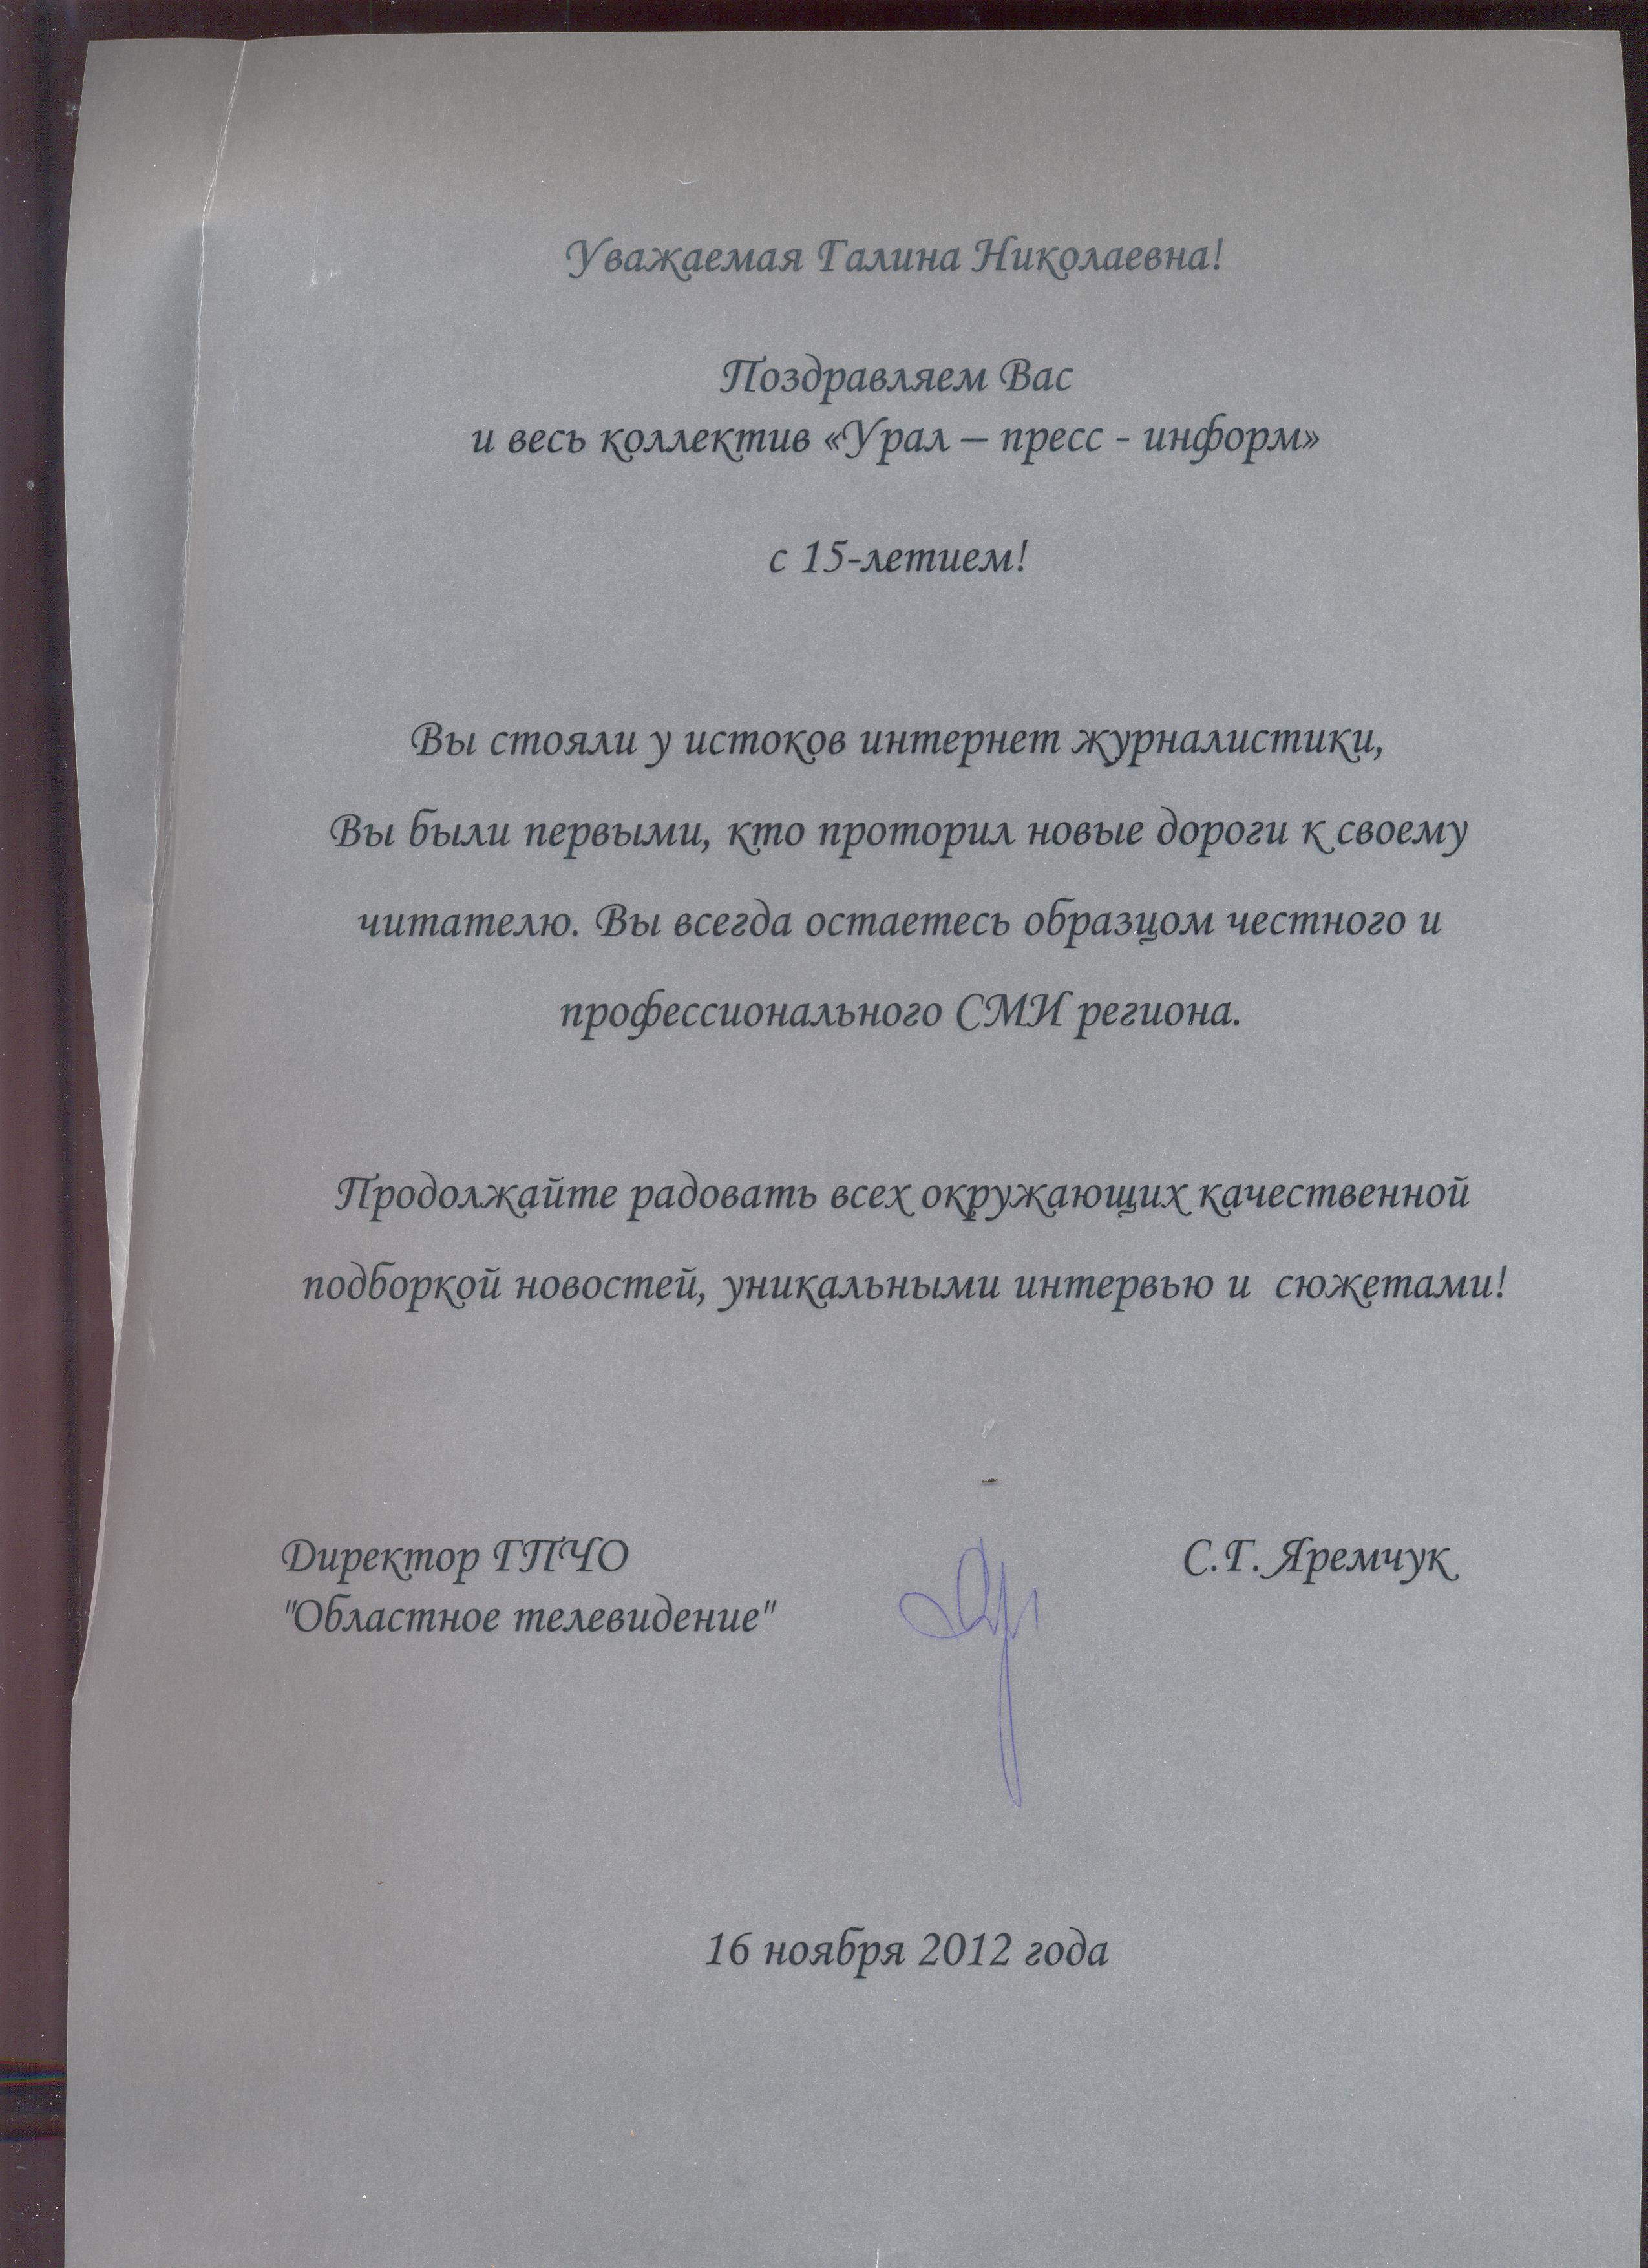 Уважаемая Галина Николаевна!
Поздравляем Вас
и весь коллектив «Урал – пресс - информ»
с 15-летием!
Вы стояли у истоков интернет журналистики,
Вы были первыми, кто проторил новые дороги к своему
читателю. Вы всегда остаетесь образцом честного и
профессионального СМИ региона.
Продолжайте радовать всех окружающих качественной
подборкой новостей, уникальными интервью и  сюжетами!
Директор ГПЧО
"Областное телевидение"
С.Г. Яремчук
16 ноября 2012 года